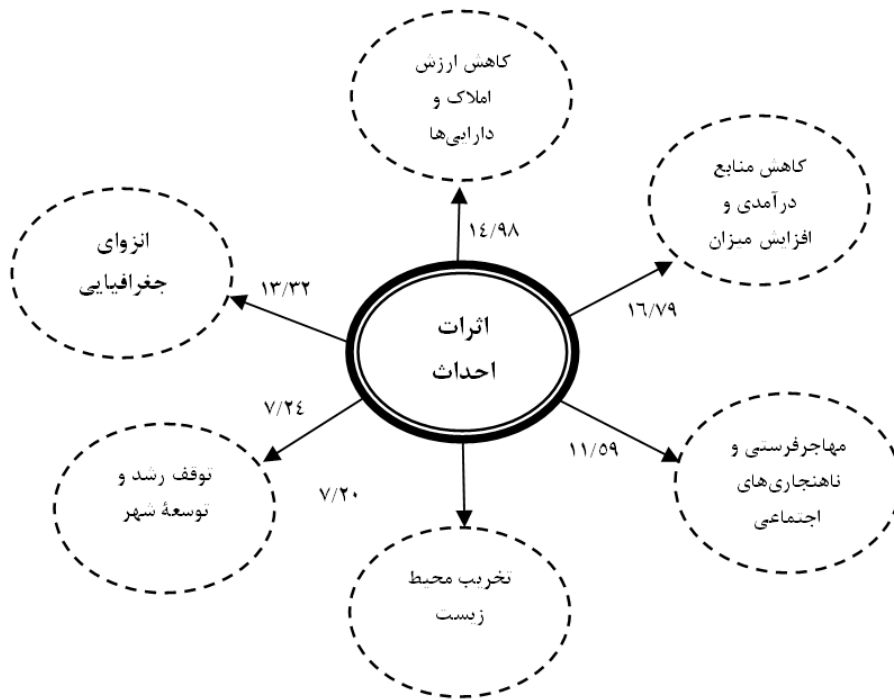 کاهش ارزش
املاک و
دارایی‌ها
کاهش منابع
درآمدی و
افزایش میزان
۱۴/۹۸
۱۶/۷۹
انزوای
جغرافیایی
۱۳/۳۲
اثرات
احداث
۷/۲۴
۱۱/۵۹
مهاجرفرستی و
ناهنجاری‌های
اجتماعی
توقف رشد و
توسعهٔ شهر
۷/۲۰
تخریب محیط
زیست